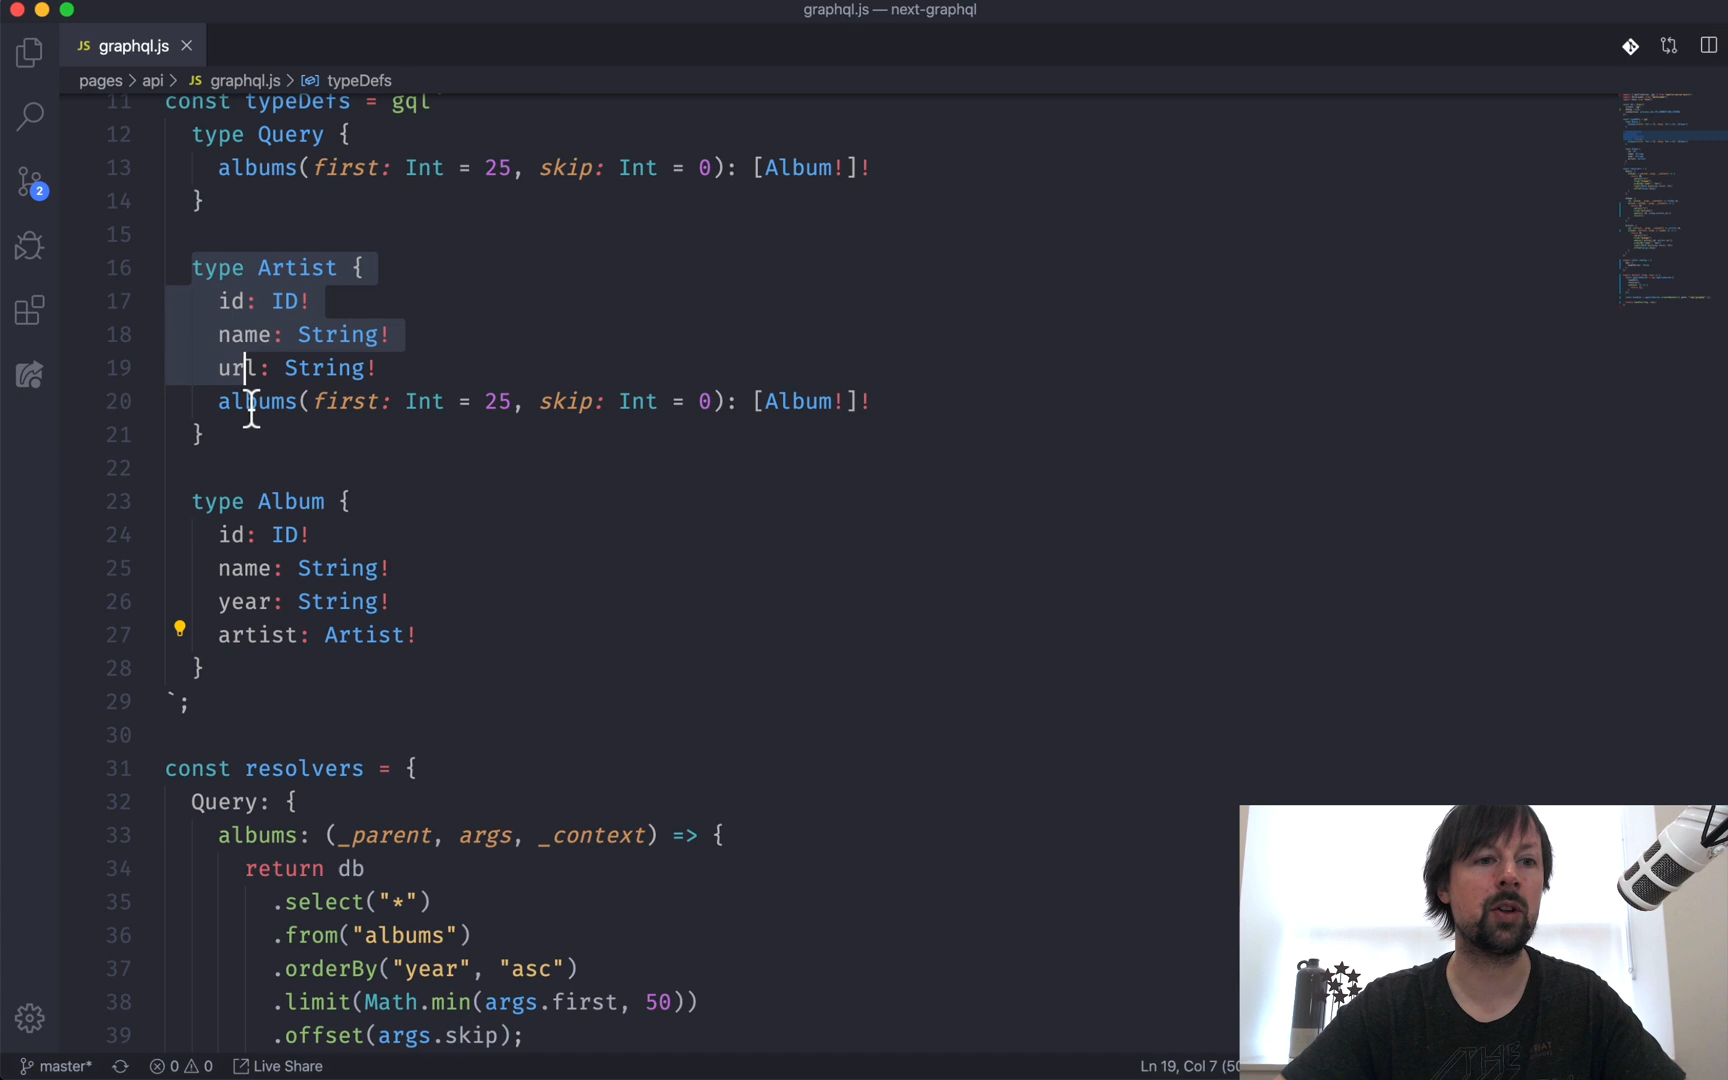 graphql.js — next-graphql
JS graphql.js
pages > api > JS graphql.js > typeDefs
11 const typeDefs = gql`
12 type Query {
13 albums(first: Int = 25, skip: Int = 0): [Album!]!
14 }
15
16 type Artist {
17 id: ID!
18 name: String!
19 url: String!
20 albums(first: Int = 25, skip: Int = 0): [Album!]!
21 }
22
23 type Album {
24 id: ID!
25 name: String!
26 year: String!
27 artist: Artist!
28 }
29 `;
30
31 const resolvers = {
32 Query: {
33 albums: (_parent, args, _context) => {
34 return db
35 .select("*")
36 .from("albums")
37 .orderBy("year", "asc")
38 .limit(Math.min(args.first, 50))
39 .offset(args.skip);
2
master* 0 0 Live Share Ln 19, Col 7 (50